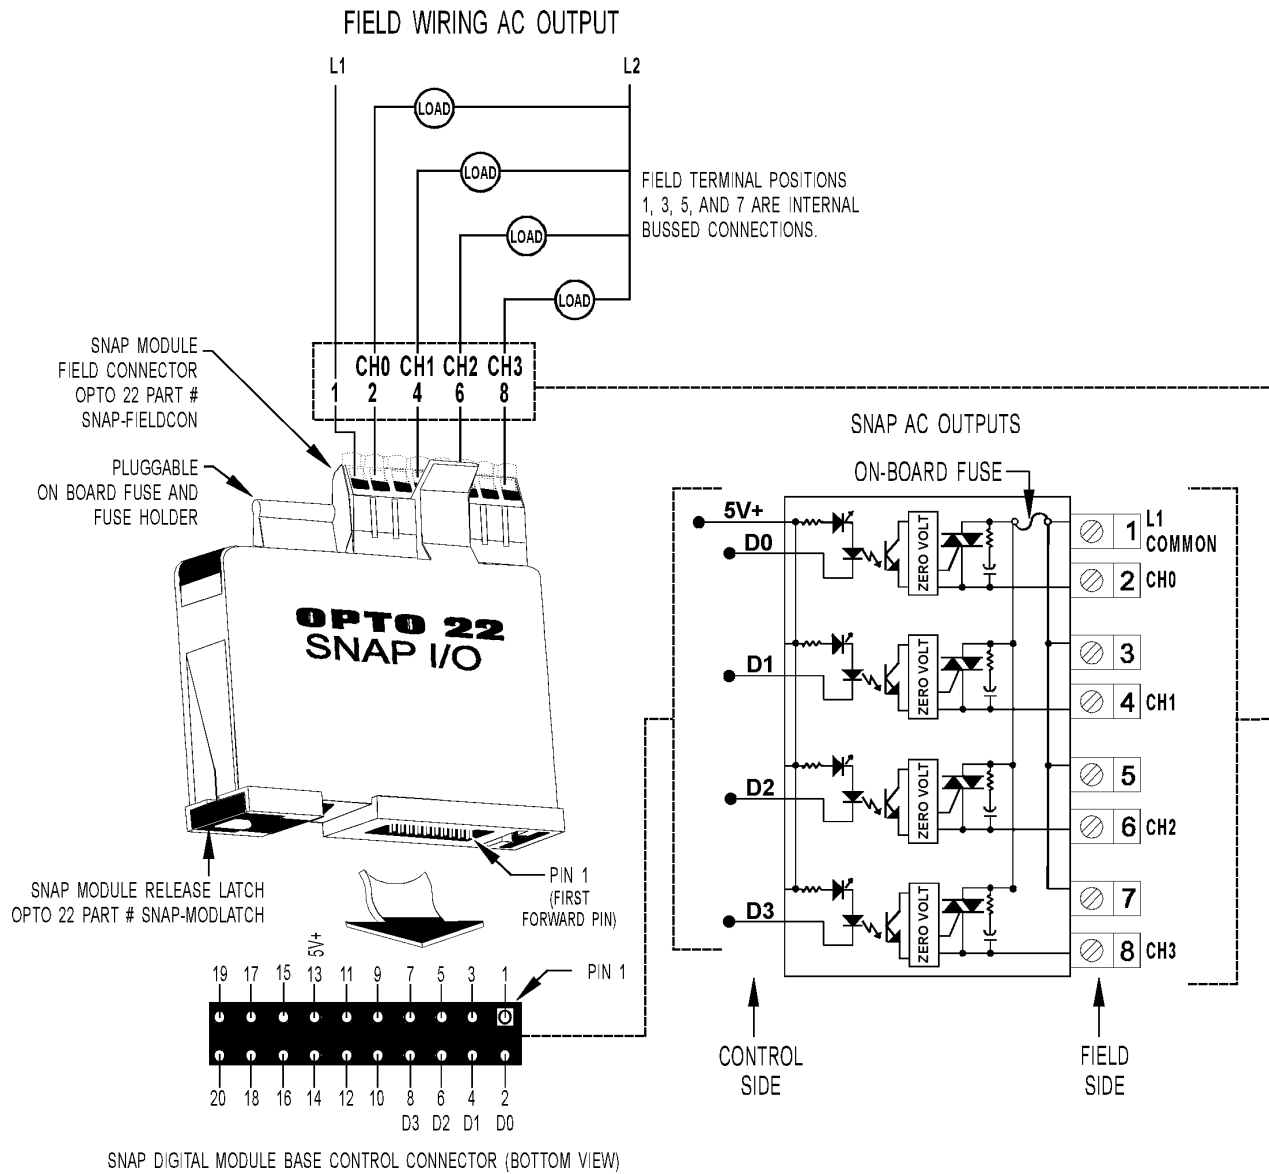 FIELD WIRING AC OUTPUT
L1
L2
LOAD
LOAD
LOAD
LOAD
FIELD TERMINAL POSITIONS
1, 3, 5, AND 7 ARE INTERNAL
BUSSED CONNECTIONS.
SNAP MODULE
FIELD CONNECTOR
OPTO 22 PART #
SNAP-FIELDCON
CH0 CH1 CH2 CH3
1 2 4 6 8
PLUGGABLE
ON BOARD FUSE AND
FUSE HOLDER
OPTO 22
SNAP I/O
SNAP MODULE RELEASE LATCH
OPTO 22 PART # SNAP-MODLATCH
PIN 1
(FIRST
FORWARD PIN)
5V+
19 17 15 13 11 9 7 5 3 1
PIN 1
20 18 16 14 12 10 8 6 4 2
D3 D2 D1 D0
SNAP DIGITAL MODULE BASE CONTROL CONNECTOR (BOTTOM VIEW)
SNAP AC OUTPUTS
ON-BOARD FUSE
5V+
D0
ZERO VOLT
1 L1
COMMON
2 CH0
D1
ZERO VOLT
3
4 CH1
D2
ZERO VOLT
5
6 CH2
D3
ZERO VOLT
7
8 CH3
CONTROL
SIDE
FIELD
SIDE